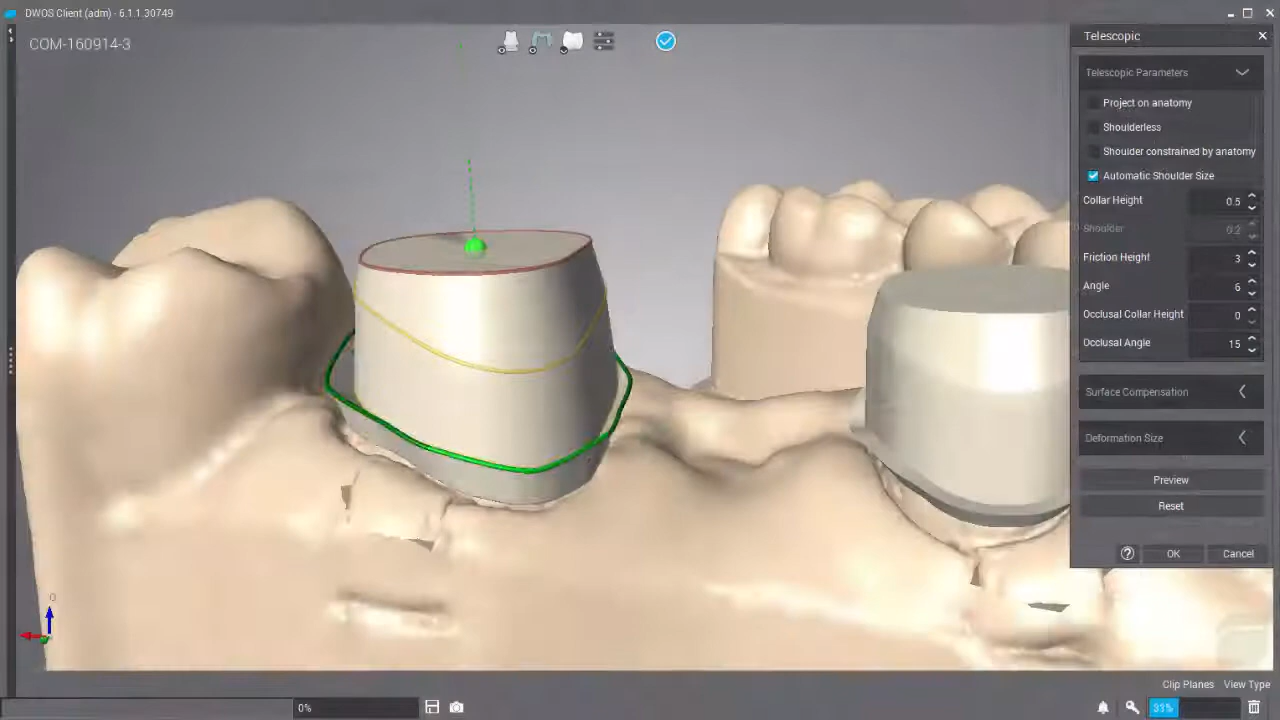 DWOS Client (adm) - 6.1.1.30749
COM-160914-3
Telescopic
Telescopic Parameters
Project on anatomy
Shoulderless
Shoulder constrained by anatomy
Automatic Shoulder Size
Collar Height 0.5
Shoulder 0.2
Friction Height 3
Angle 6
Occlusal Collar Height 0
Occlusal Angle 15
Surface Compensation
Deformation Size
Preview
Reset
? OK Cancel
Clip Planes View Type
0% 33%